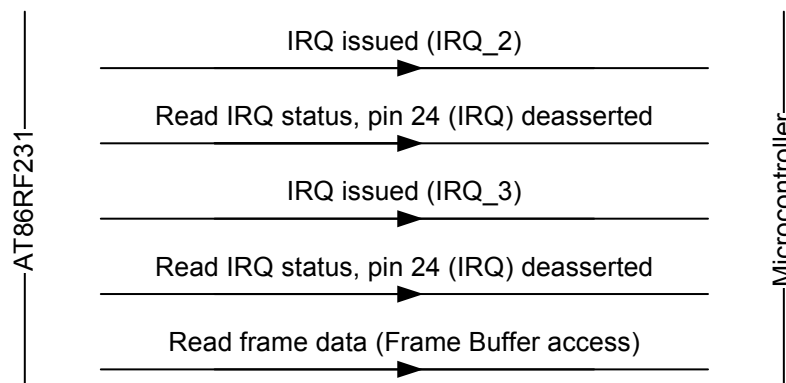 IRQ issued (IRQ_2)
Read IRQ status, pin 24 (IRQ) deasserted
IRQ issued (IRQ_3)
Read IRQ status, pin 24 (IRQ) deasserted
Read frame data (Frame Buffer access)
AT86RF231
Microcontroller